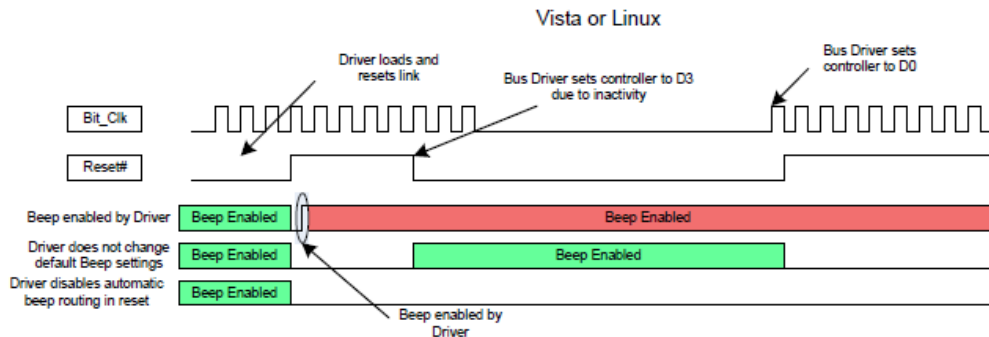 Vista or Linux
Driver loads and
resets link
Bus Driver sets controller to D3
due to inactivity
Bus Driver sets
controller to D0
Bit_Clk
Reset#
Beep enabled by Driver
Beep Enabled
Beep Enabled
Driver does not change
default Beep settings
Beep Enabled
Beep Enabled
Driver disables automatic
beep routing in reset
Beep Enabled
Beep enabled by
Driver